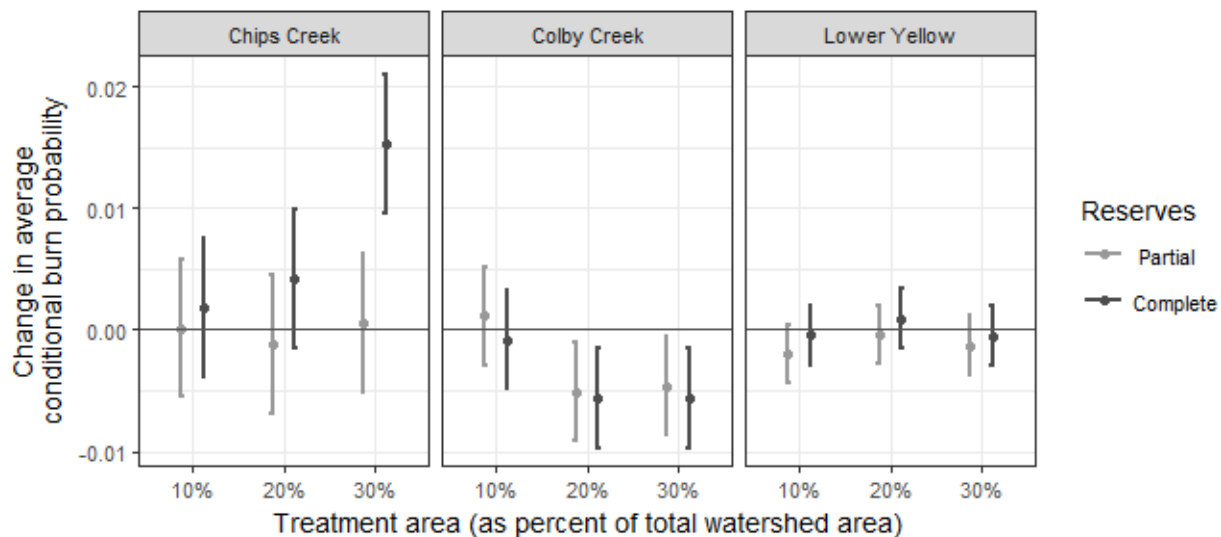 Chips Creek
Colby Creek
Lower Yellow
Change in average
conditional burn probability
0.02
0.01
0.00
-0.01
10%
20%
30%
10%
20%
30%
10%
20%
30%
Treatment area (as percent of total watershed area)
Reserves
Partial
Complete